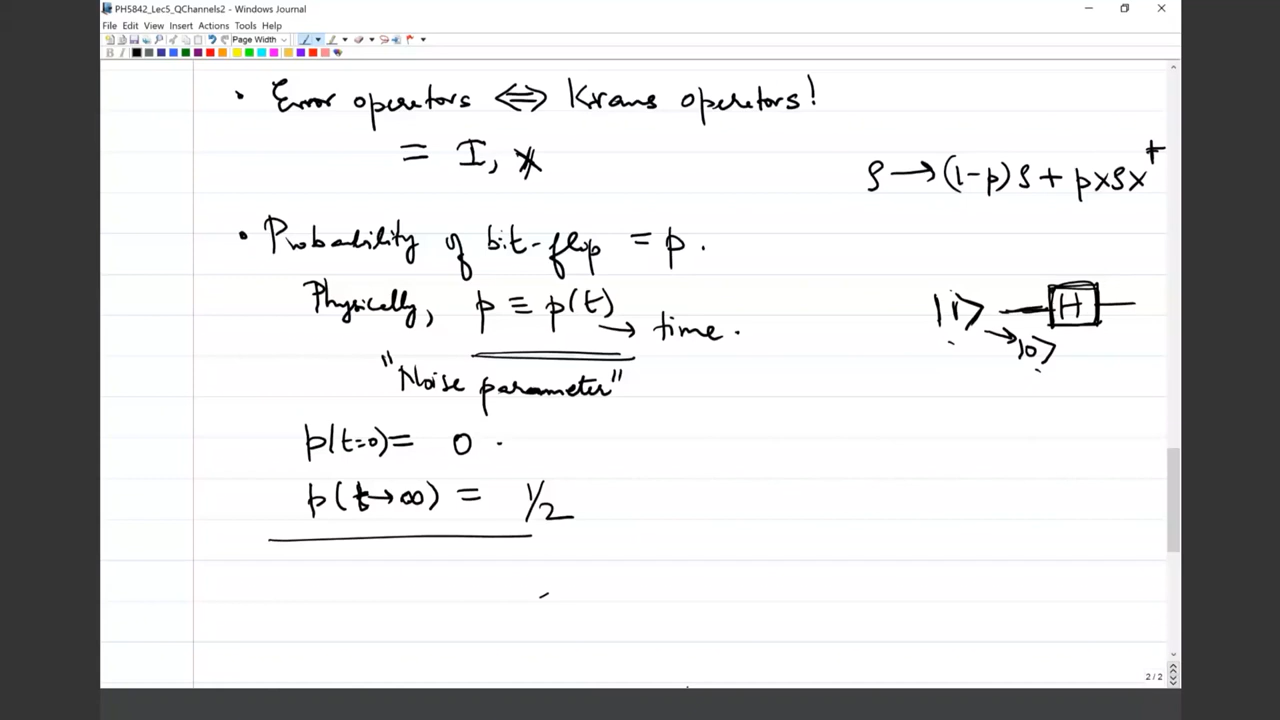 PH5842_Lec5_QChannels2 - Windows Journal
File Edit View Insert Actions Tools Help
Page Width
B I
• Error operators ⇔ Kraus operators!
= I, X
ρ → (1-p)ρ + pXρX†
• Probability of bit-flip = p.
Physically, p ≡ p(t)
→ time.
|1⟩ H
→ |0⟩
"Noise parameter"
p(t=0) = 0.
p(t→∞) = 1/2
2 / 2